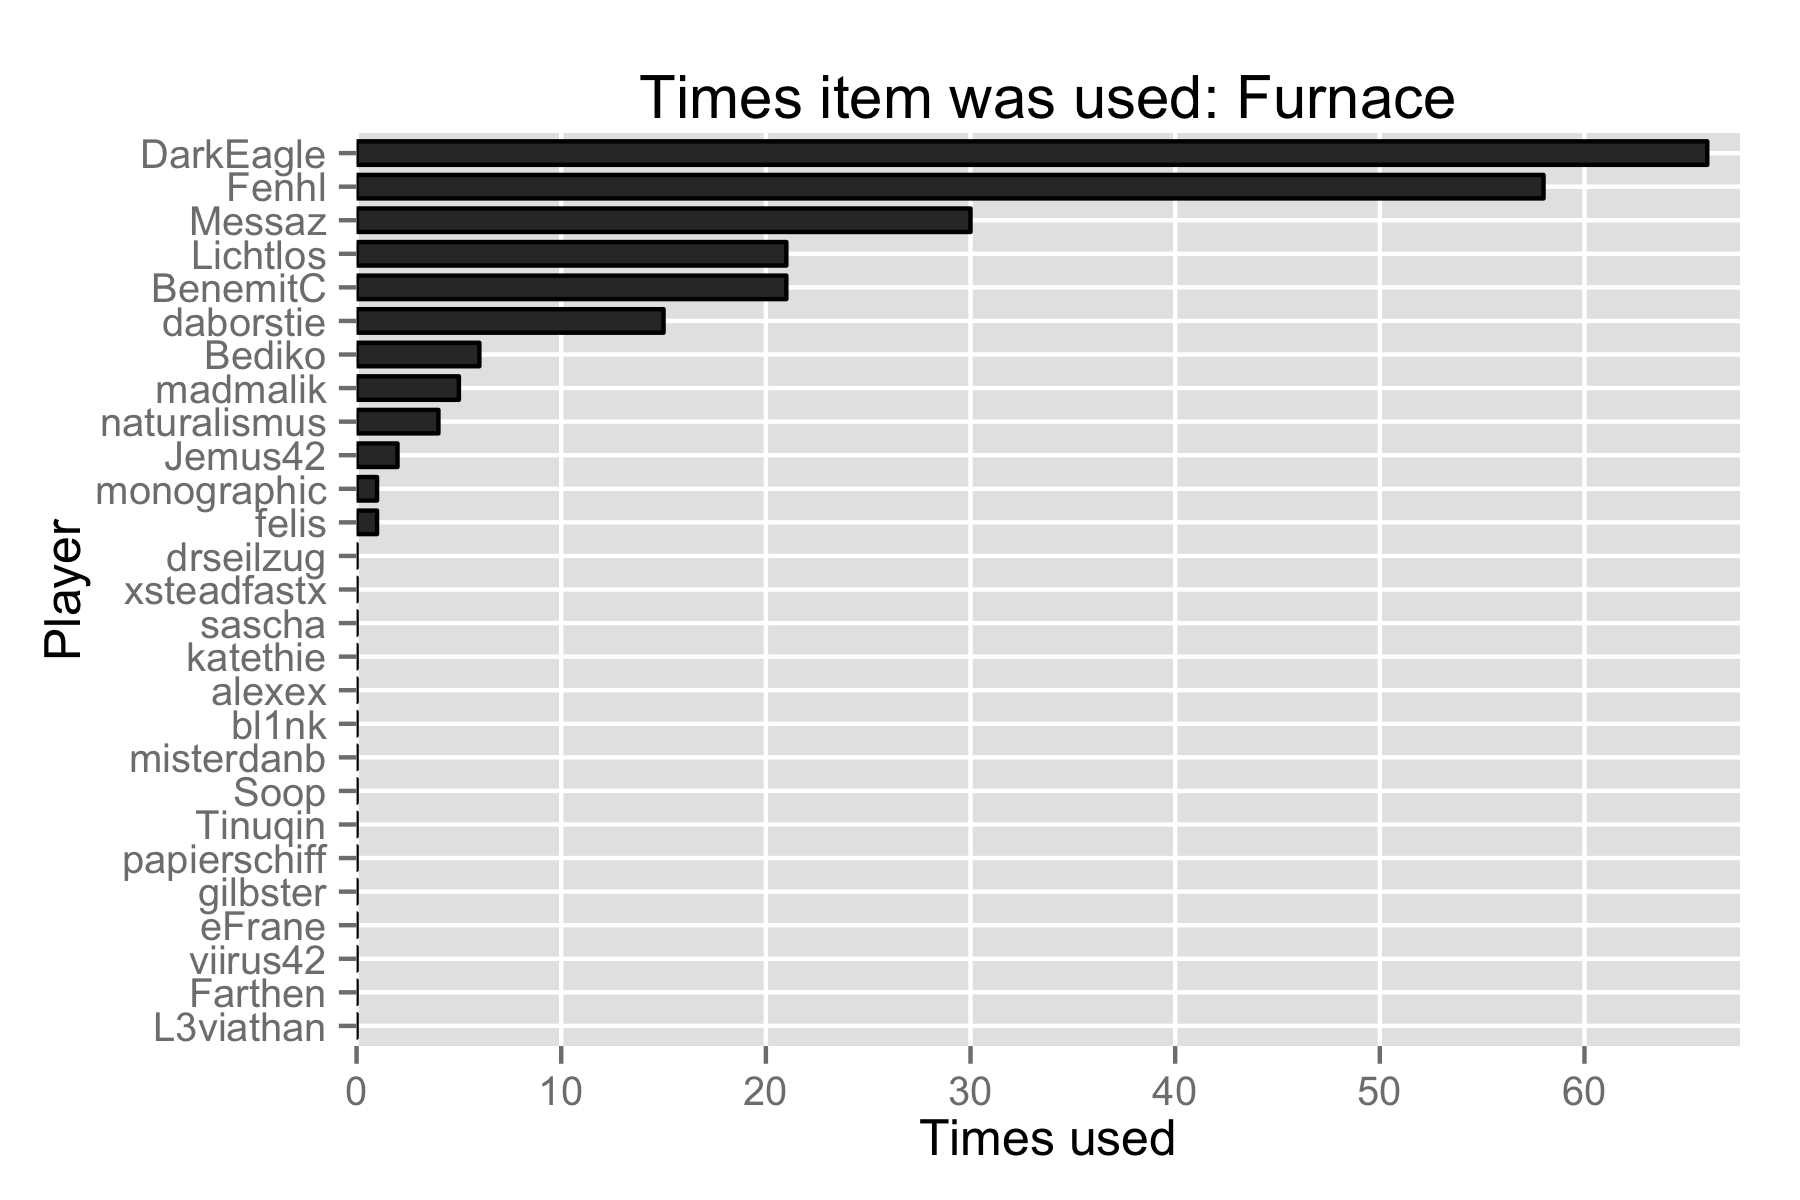 Times item was used: Furnace
DarkEagle
Fenhl
Messaz
Lichtlos
BenemitC
daborstie
Bediko
madmalik
naturalismus
Jemus42
monographic
felis
drseilzug
xsteadfastx
sascha
katethie
alexex
bl1nk
misterdanb
Soop
Tinuqin
papierschiff
gilbster
eFrane
viirus42
Farthen
L3viathan
Player
0 10 20 30 40 50 60
Times used